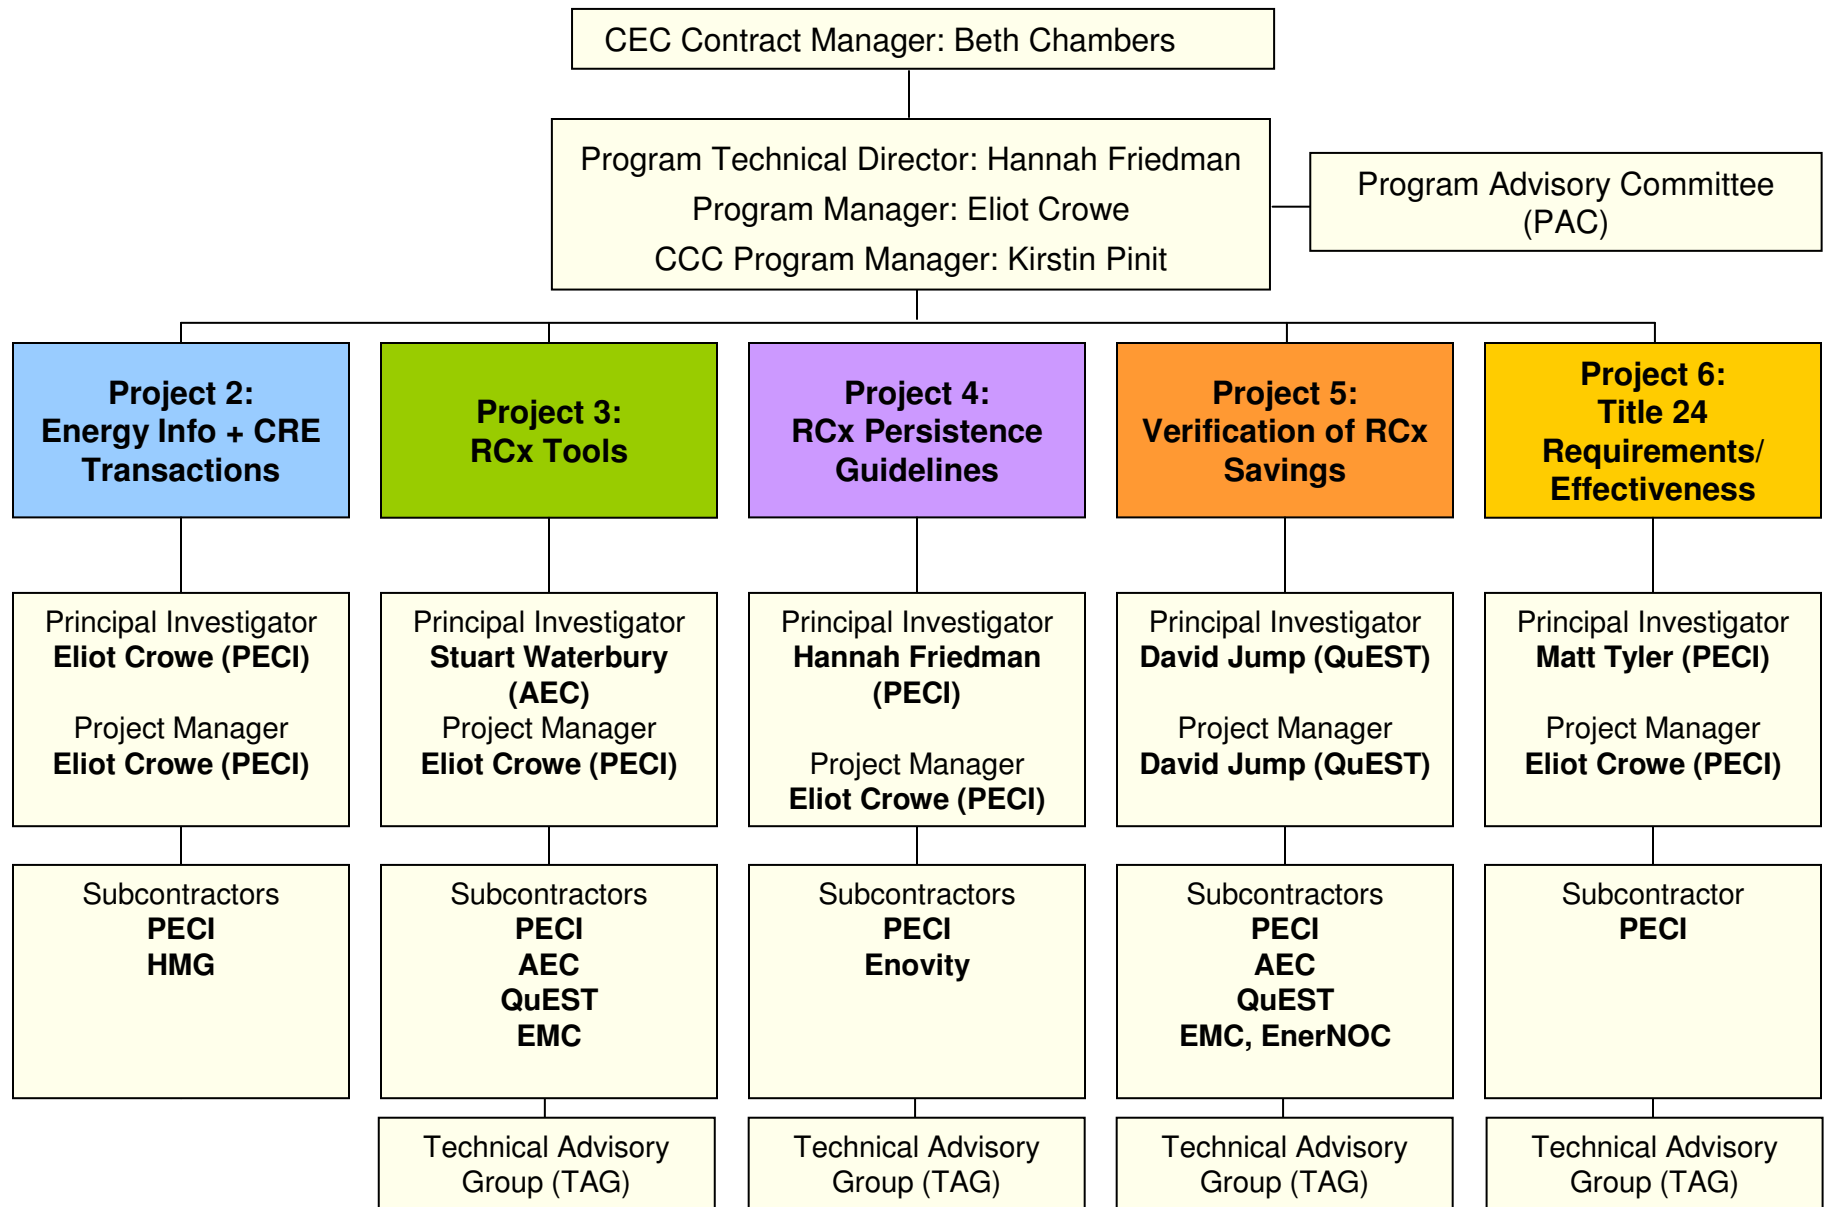 CEC Contract Manager: Beth Chambers
Program Technical Director: Hannah Friedman
Program Manager: Eliot Crowe
CCC Program Manager: Kirstin Pinit
Program Advisory Committee
(PAC)
Project 2:
Energy Info + CRE
Transactions
Project 3:
RCx Tools
Project 4:
RCx Persistence
Guidelines
Project 5:
Verification of RCx
Savings
Project 6:
Title 24
Requirements/
Effectiveness
Principal Investigator
Eliot Crowe (PECI)
Project Manager
Eliot Crowe (PECI)
Principal Investigator
Stuart Waterbury
(AEC)
Project Manager
Eliot Crowe (PECI)
Principal Investigator
Hannah Friedman
(PECI)
Project Manager
Eliot Crowe (PECI)
Principal Investigator
David Jump (QuEST)
Project Manager
David Jump (QuEST)
Principal Investigator
Matt Tyler (PECI)
Project Manager
Eliot Crowe (PECI)
Subcontractors
PECI
HMG
Subcontractors
PECI
AEC
QuEST
EMC
Subcontractors
PECI
Enovity
Subcontractors
PECI
AEC
QuEST
EMC, EnerNOC
Subcontractor
PECI
Technical Advisory
Group (TAG)
Technical Advisory
Group (TAG)
Technical Advisory
Group (TAG)
Technical Advisory
Group (TAG)